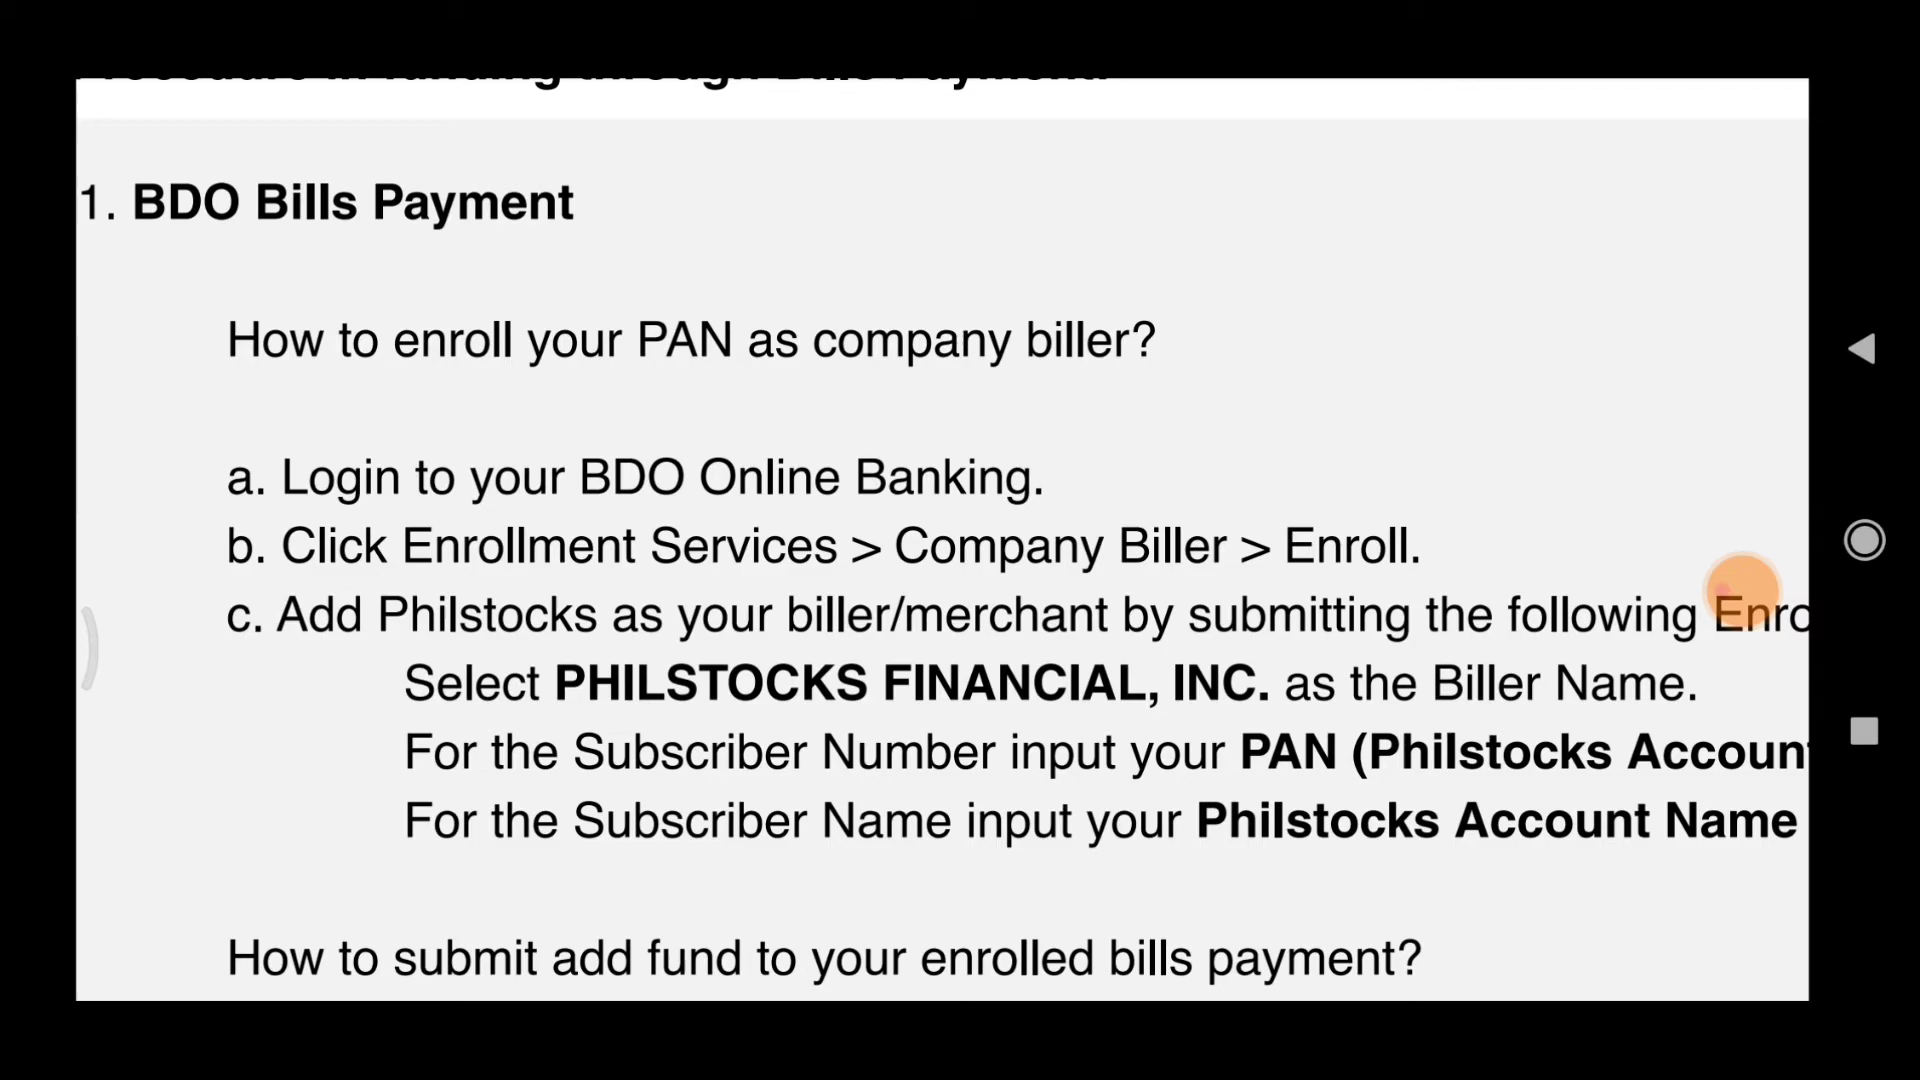 1. BDO Bills Payment
How to enroll your PAN as company biller?
a. Login to your BDO Online Banking.
b. Click Enrollment Services > Company Biller > Enroll.
c. Add Philstocks as your biller/merchant by submitting the following
Select PHILSTOCKS FINANCIAL, INC. as the Biller Name.
For the Subscriber Number input your PAN (Philstocks Account
For the Subscriber Name input your Philstocks Account Name
How to submit add fund to your enrolled bills payment?